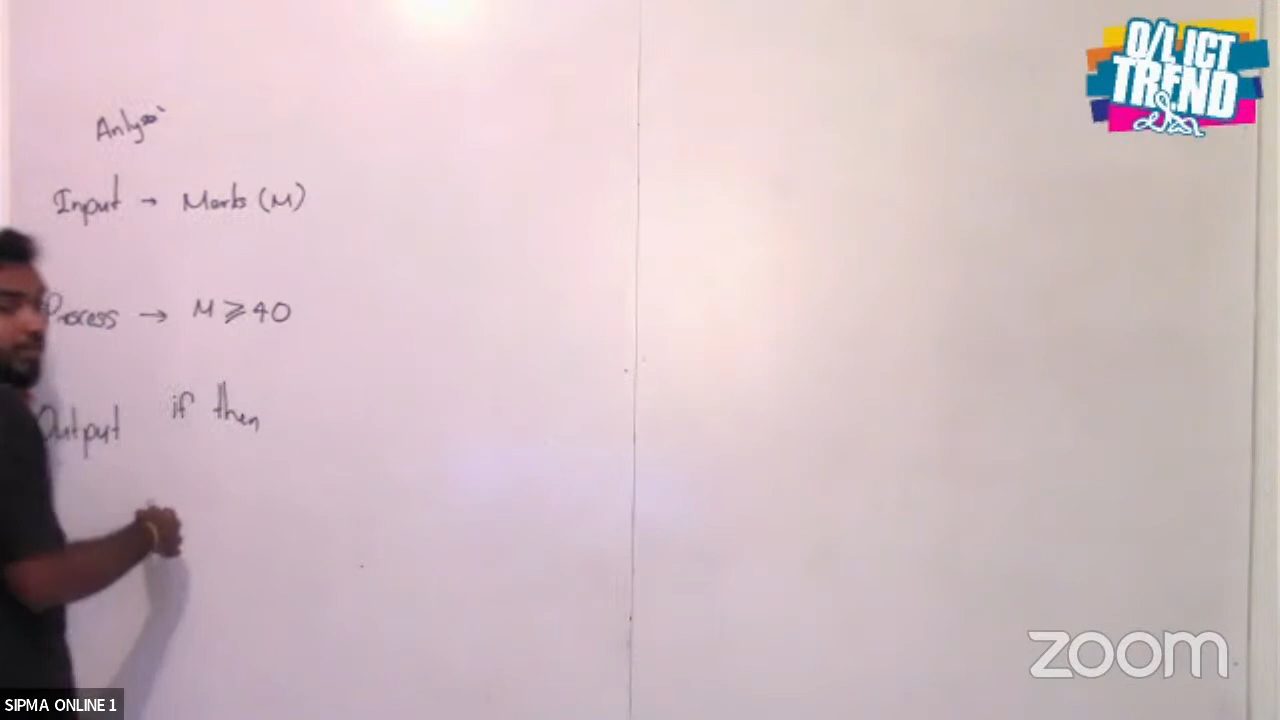 O/L ICT
TREND
Input → Marks (M)
Process → M ≥ 40
Output if then
zoom
SIPMA ONLINE 1